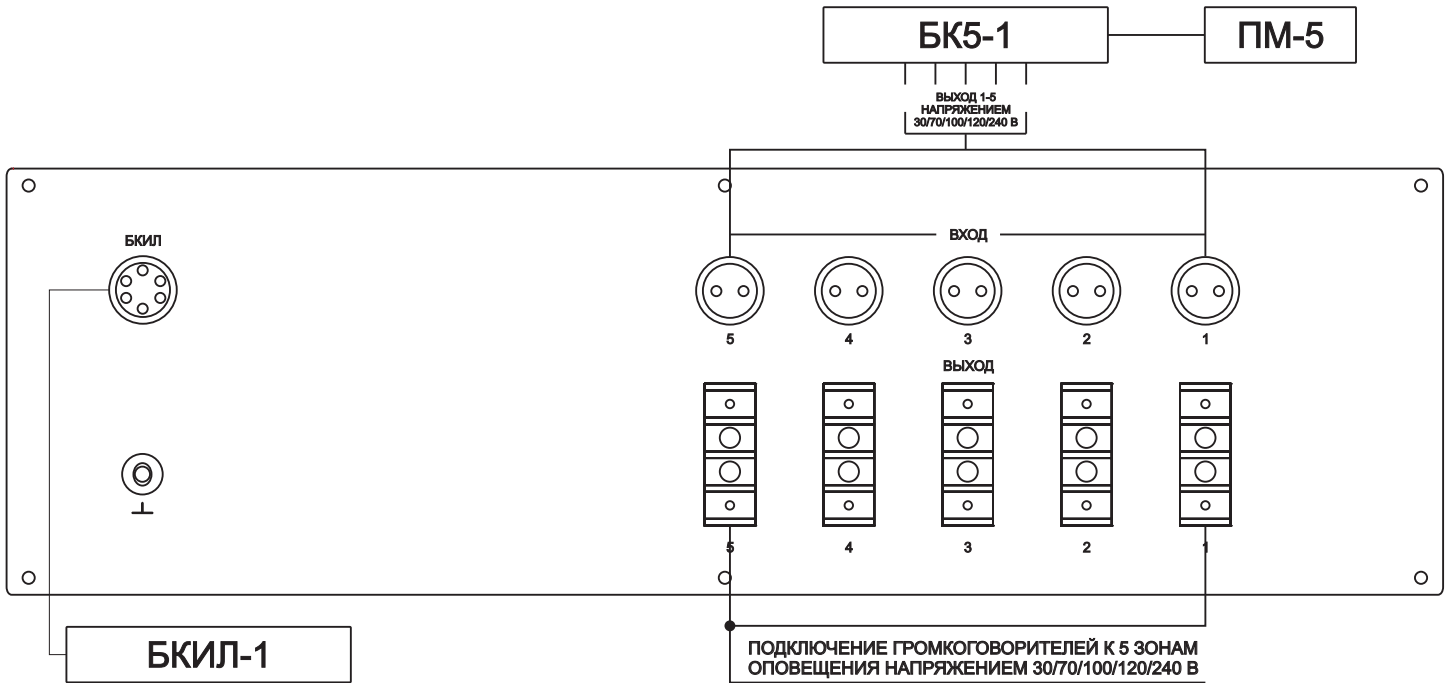 БК5-1
ПМ-5
ВЫХОД 1-5
НАПРЯЖЕНИЕМ
30/70/100/120/240 В
БКИЛ
ВХОД
5 4 3 2 1
ВЫХОД
5 4 3 2 1
БКИЛ-1
ПОДКЛЮЧЕНИЕ ГРОМКОГОВОРИТЕЛЕЙ К 5 ЗОНАМ
ОПОВЕЩЕНИЯ НАПРЯЖЕНИЕМ 30/70/100/120/240 В